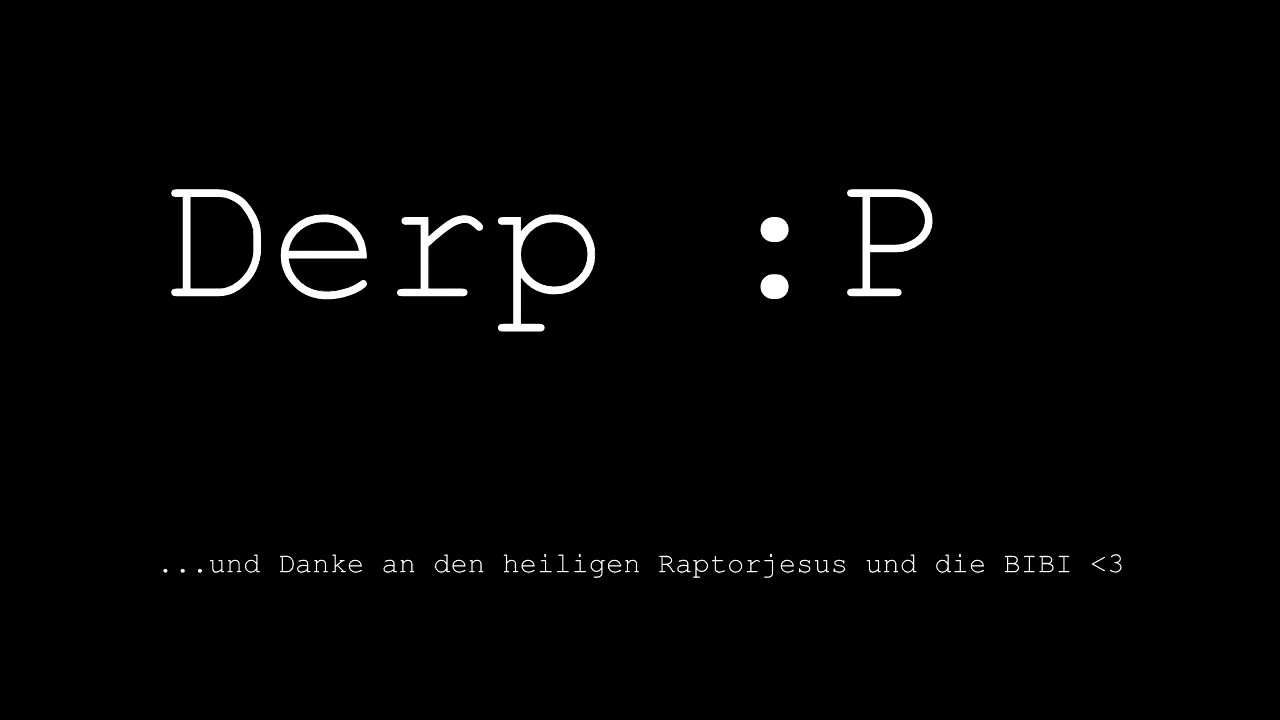 Derp :P
...und Danke an den heiligen Raptorjesus und die BIBI <3